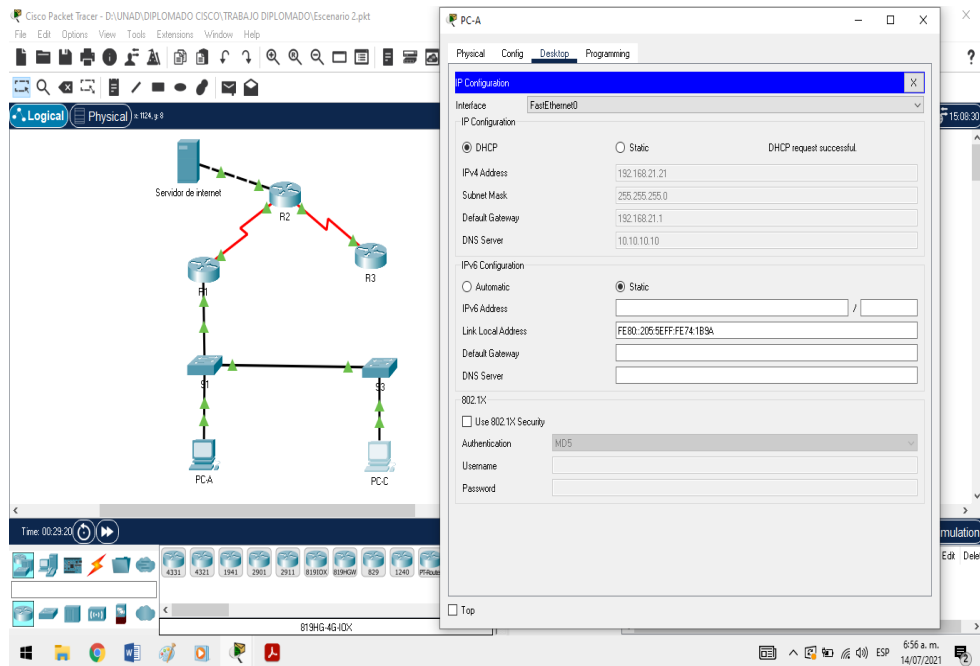 Cisco Packet Tracer - D:\UNAD\DIPLOMADO CISCO\TRABAJO DIPLOMADO\Escenario 2.pkt
File Edit Options View Tools Extensions Window Help
?
Logical Physical x: 1124, y: 8
15:08:30
Servidor de internet
R2
R3
R1
S1
S3
PC-A
PC-C
Time: 00:29:20
4331 4321 1941 2901 2911 819IOX 819HGW 829 1240
819HG-4G-IOX
PC-A
Physical Config Desktop Programming
IP Configuration X
Interface FastEthernet0
IP Configuration
DHCP Static DHCP request successful.
IPv4 Address 192.168.21.21
Subnet Mask 255.255.255.0
Default Gateway 192.168.21.1
DNS Server 10.10.10.10
IPv6 Configuration
Automatic Static
IPv6 Address /
Link Local Address FE80::205:5EFF:FE74:1B9A
Default Gateway
DNS Server
802.1X
Use 802.1X Security
Authentication MD5
Username
Password
Top
mulation
Edit Dele
ESP
6:56 a. m.
14/07/2021
2